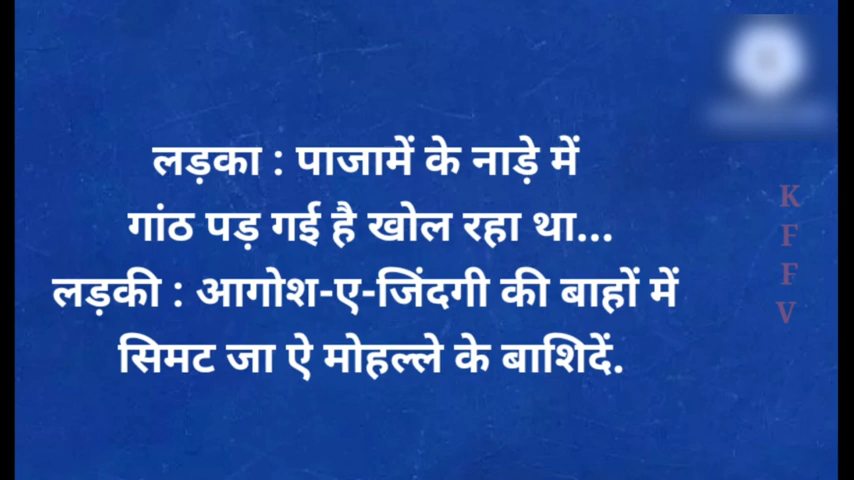 लड़का : पाजामें के नाड़े में
गांठ पड़ गई है खोल रहा था...
लड़की : आगोश-ए-जिंदगी की बाहों में
सिमट जा ऐ मोहल्ले के बाशिदें.
K
F
F
V